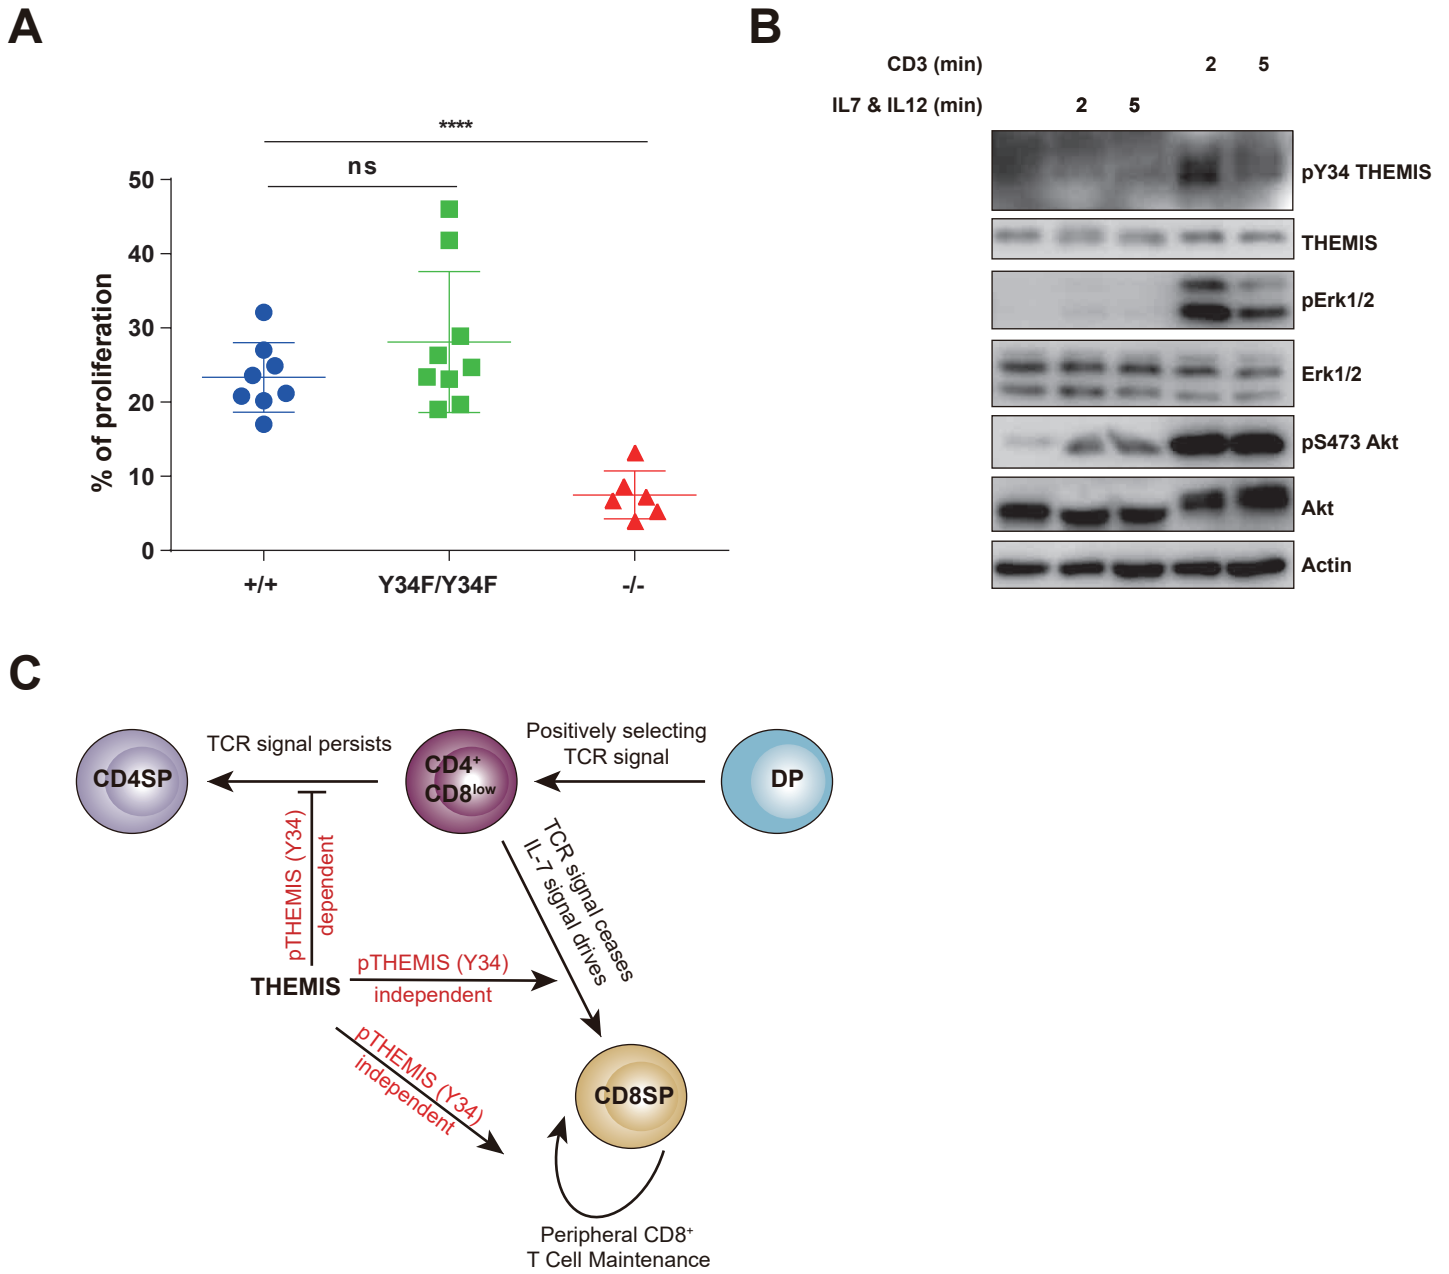 A
****
ns
50
40
30
20
10
0
% of proliferation
+/+
Y34F/Y34F
-/-
B
CD3 (min)
2
5
IL7 & IL12 (min)
2
5
pY34 THEMIS
THEMIS
pErk1/2
Erk1/2
pS473 Akt
Akt
Actin
C
CD4SP
TCR signal persists
CD4⁺
CD8ˡᵒʷ
Positively selecting
TCR signal
DP
pTHEMIS (Y34)
dependent
TCR signal ceases
IL-7 signal drives
THEMIS
pTHEMIS (Y34)
independent
pTHEMIS (Y34)
independent
CD8SP
Peripheral CD8⁺
T Cell Maintenance